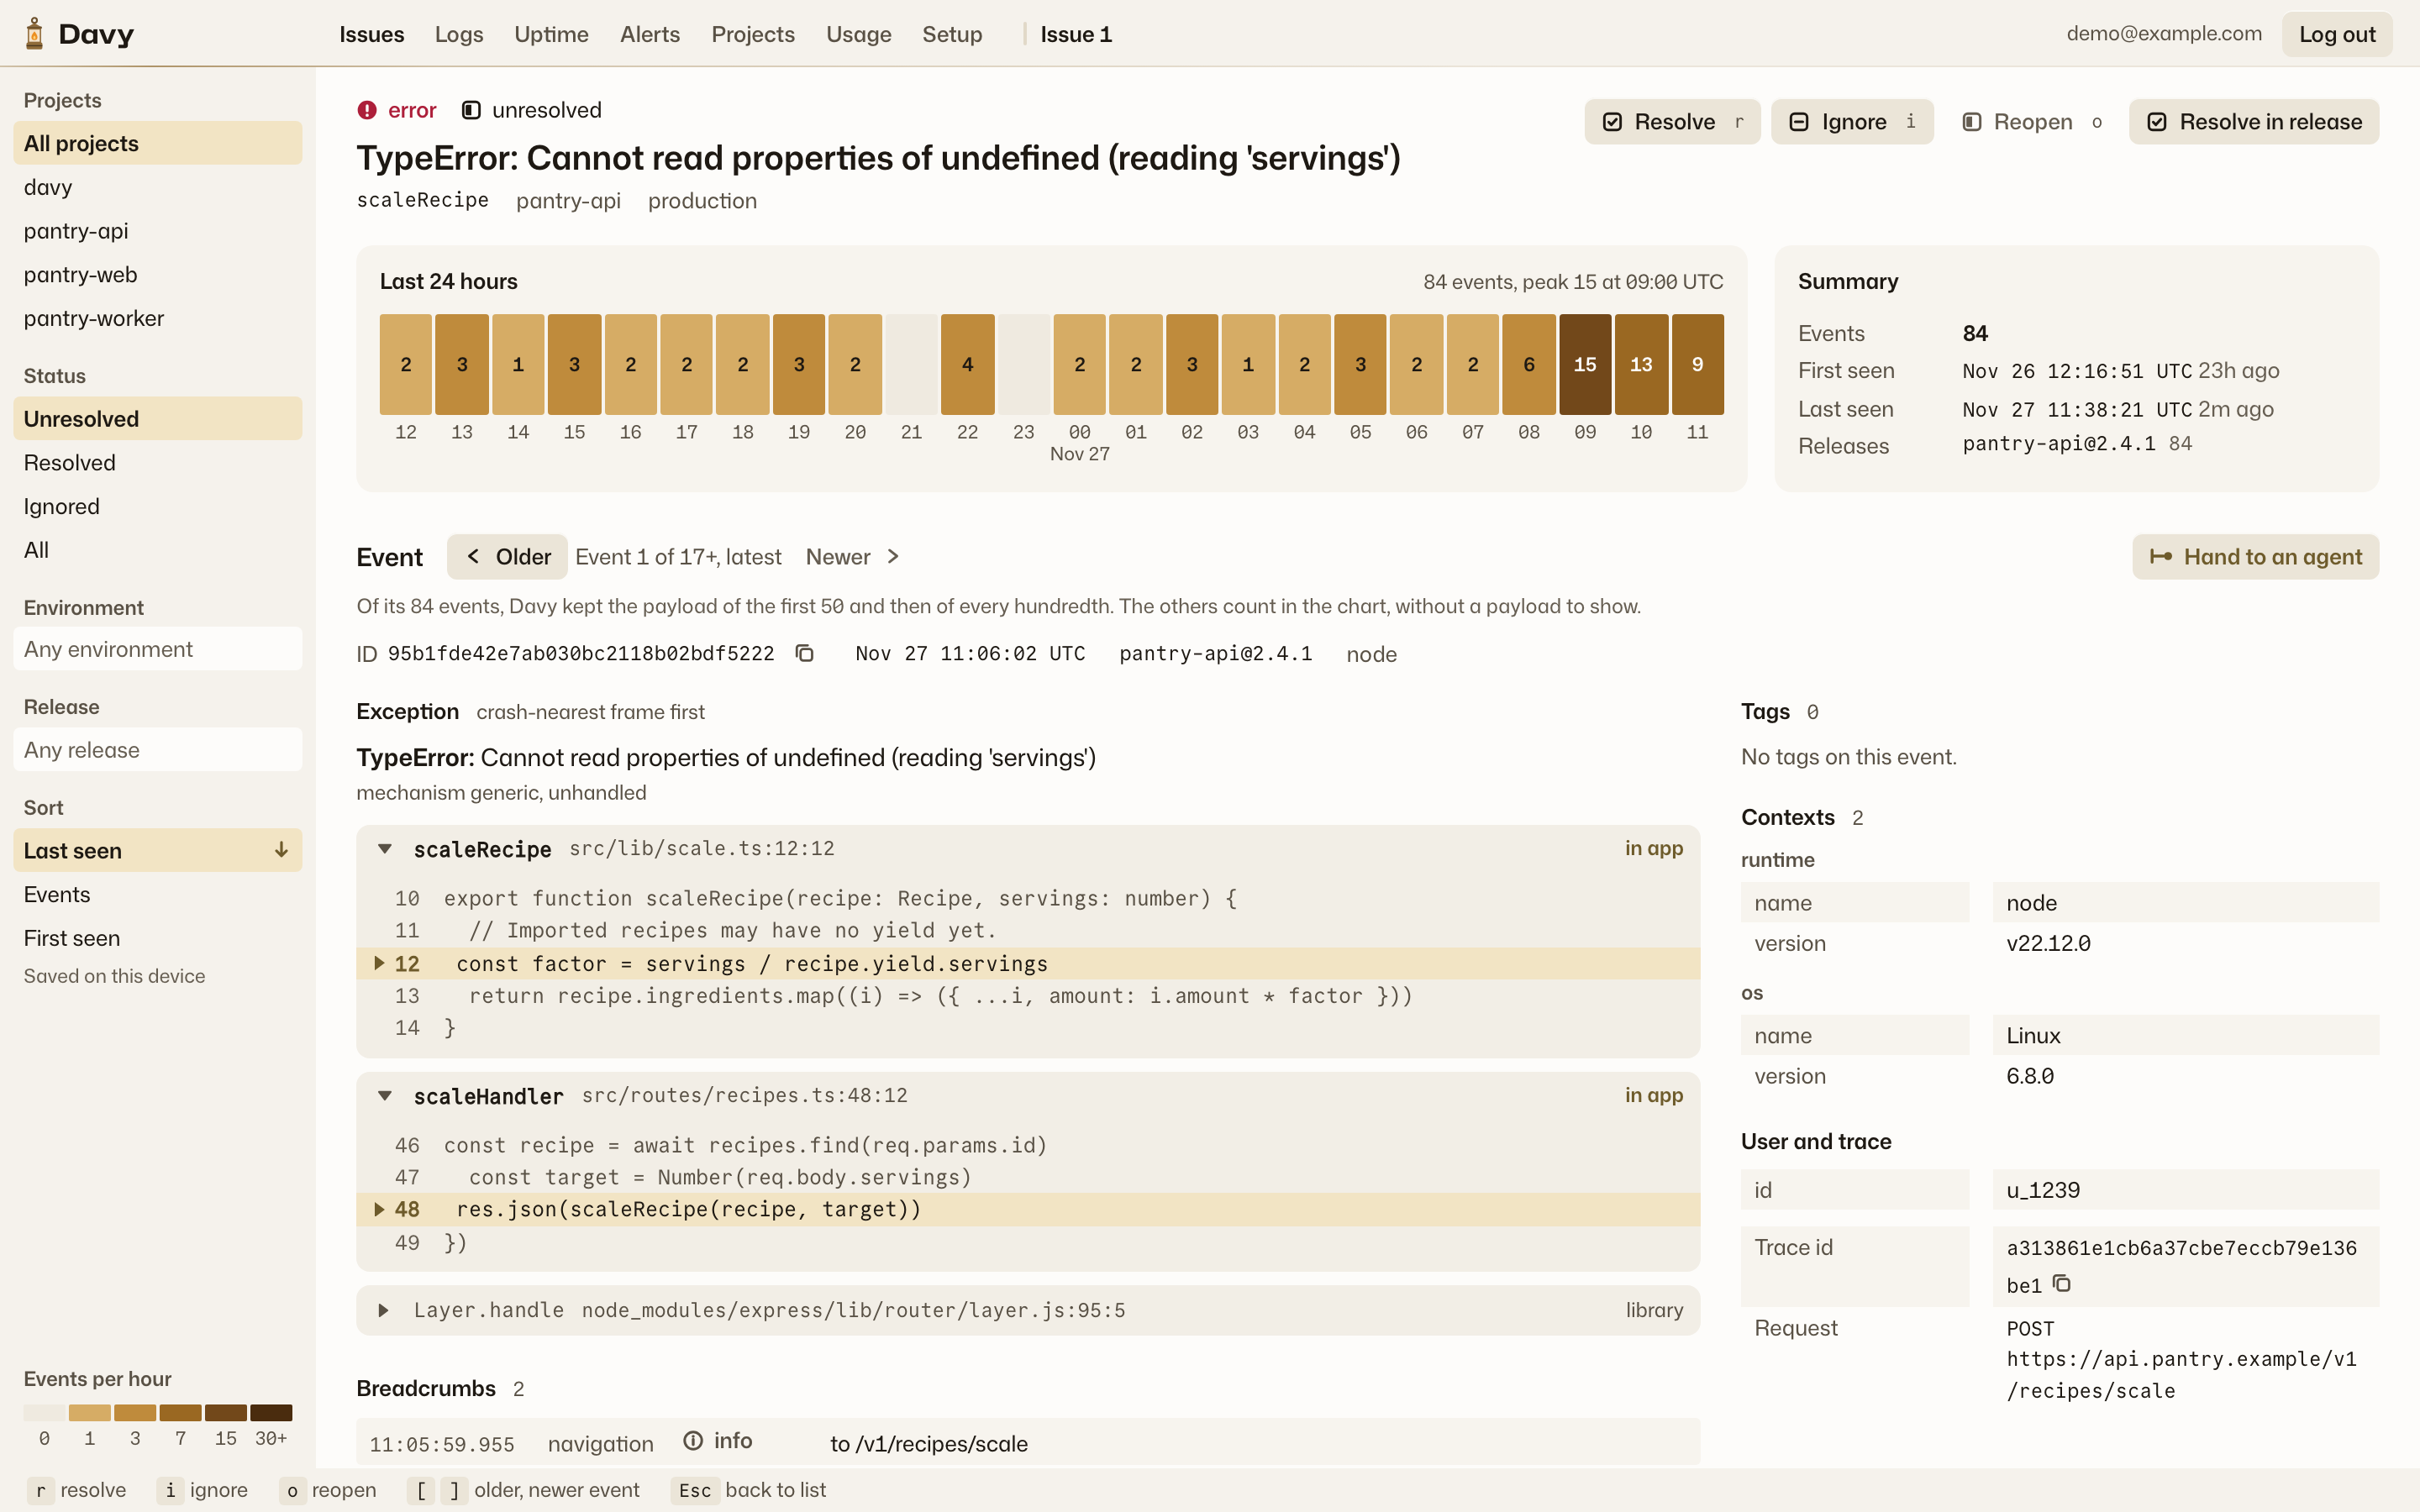 Davy
Issues Logs Uptime Alerts Projects Usage Setup Issue 1
demo@example.com Log out
Projects
All projects
davy
pantry-api
pantry-web
pantry-worker
Status
Unresolved
Resolved
Ignored
All
Environment
Any environment
Release
Any release
Sort
Last seen
Events
First seen
Saved on this device
Events per hour
0 1 3 7 15 30+
error unresolved
Resolve r Ignore i Reopen o Resolve in release
TypeError: Cannot read properties of undefined (reading 'servings')
scaleRecipe pantry-api production
Last 24 hours 84 events, peak 15 at 09:00 UTC
2 3 1 3 2 2 2 3 2 4 2 2 3 1 2 3 2 2 6 15 13 9
12 13 14 15 16 17 18 19 20 21 22 23 00 01 02 03 04 05 06 07 08 09 10 11
Nov 27
Summary
Events 84
First seen Nov 26 12:16:51 UTC 23h ago
Last seen Nov 27 11:38:21 UTC 2m ago
Releases pantry-api@2.4.1 84
Event Older Event 1 of 17+, latest Newer Hand to an agent
Of its 84 events, Davy kept the payload of the first 50 and then of every hundredth. The others count in the chart, without a payload to show.
ID 95b1fde42e7ab030bc2118b02bdf5222 Nov 27 11:06:02 UTC pantry-api@2.4.1 node
Exception crash-nearest frame first
TypeError: Cannot read properties of undefined (reading 'servings')
mechanism generic, unhandled
scaleRecipe src/lib/scale.ts:12:12 in app
10 export function scaleRecipe(recipe: Recipe, servings: number) {
11 // Imported recipes may have no yield yet.
12 const factor = servings / recipe.yield.servings
13 return recipe.ingredients.map((i) => ({ ...i, amount: i.amount * factor }))
14 }
scaleHandler src/routes/recipes.ts:48:12 in app
46 const recipe = await recipes.find(req.params.id)
47 const target = Number(req.body.servings)
48 res.json(scaleRecipe(recipe, target))
49 })
Layer.handle node_modules/express/lib/router/layer.js:95:5 library
Breadcrumbs 2
11:05:59.955 navigation info to /v1/recipes/scale
Tags 0
No tags on this event.
Contexts 2
runtime
name node
version v22.12.0
os
name Linux
version 6.8.0
User and trace
id u_1239
Trace id a313861e1cb6a37cbe7eccb79e136
be1
Request POST
https://api.pantry.example/v1
/recipes/scale
r resolve i ignore o reopen [ ] older, newer event Esc back to list